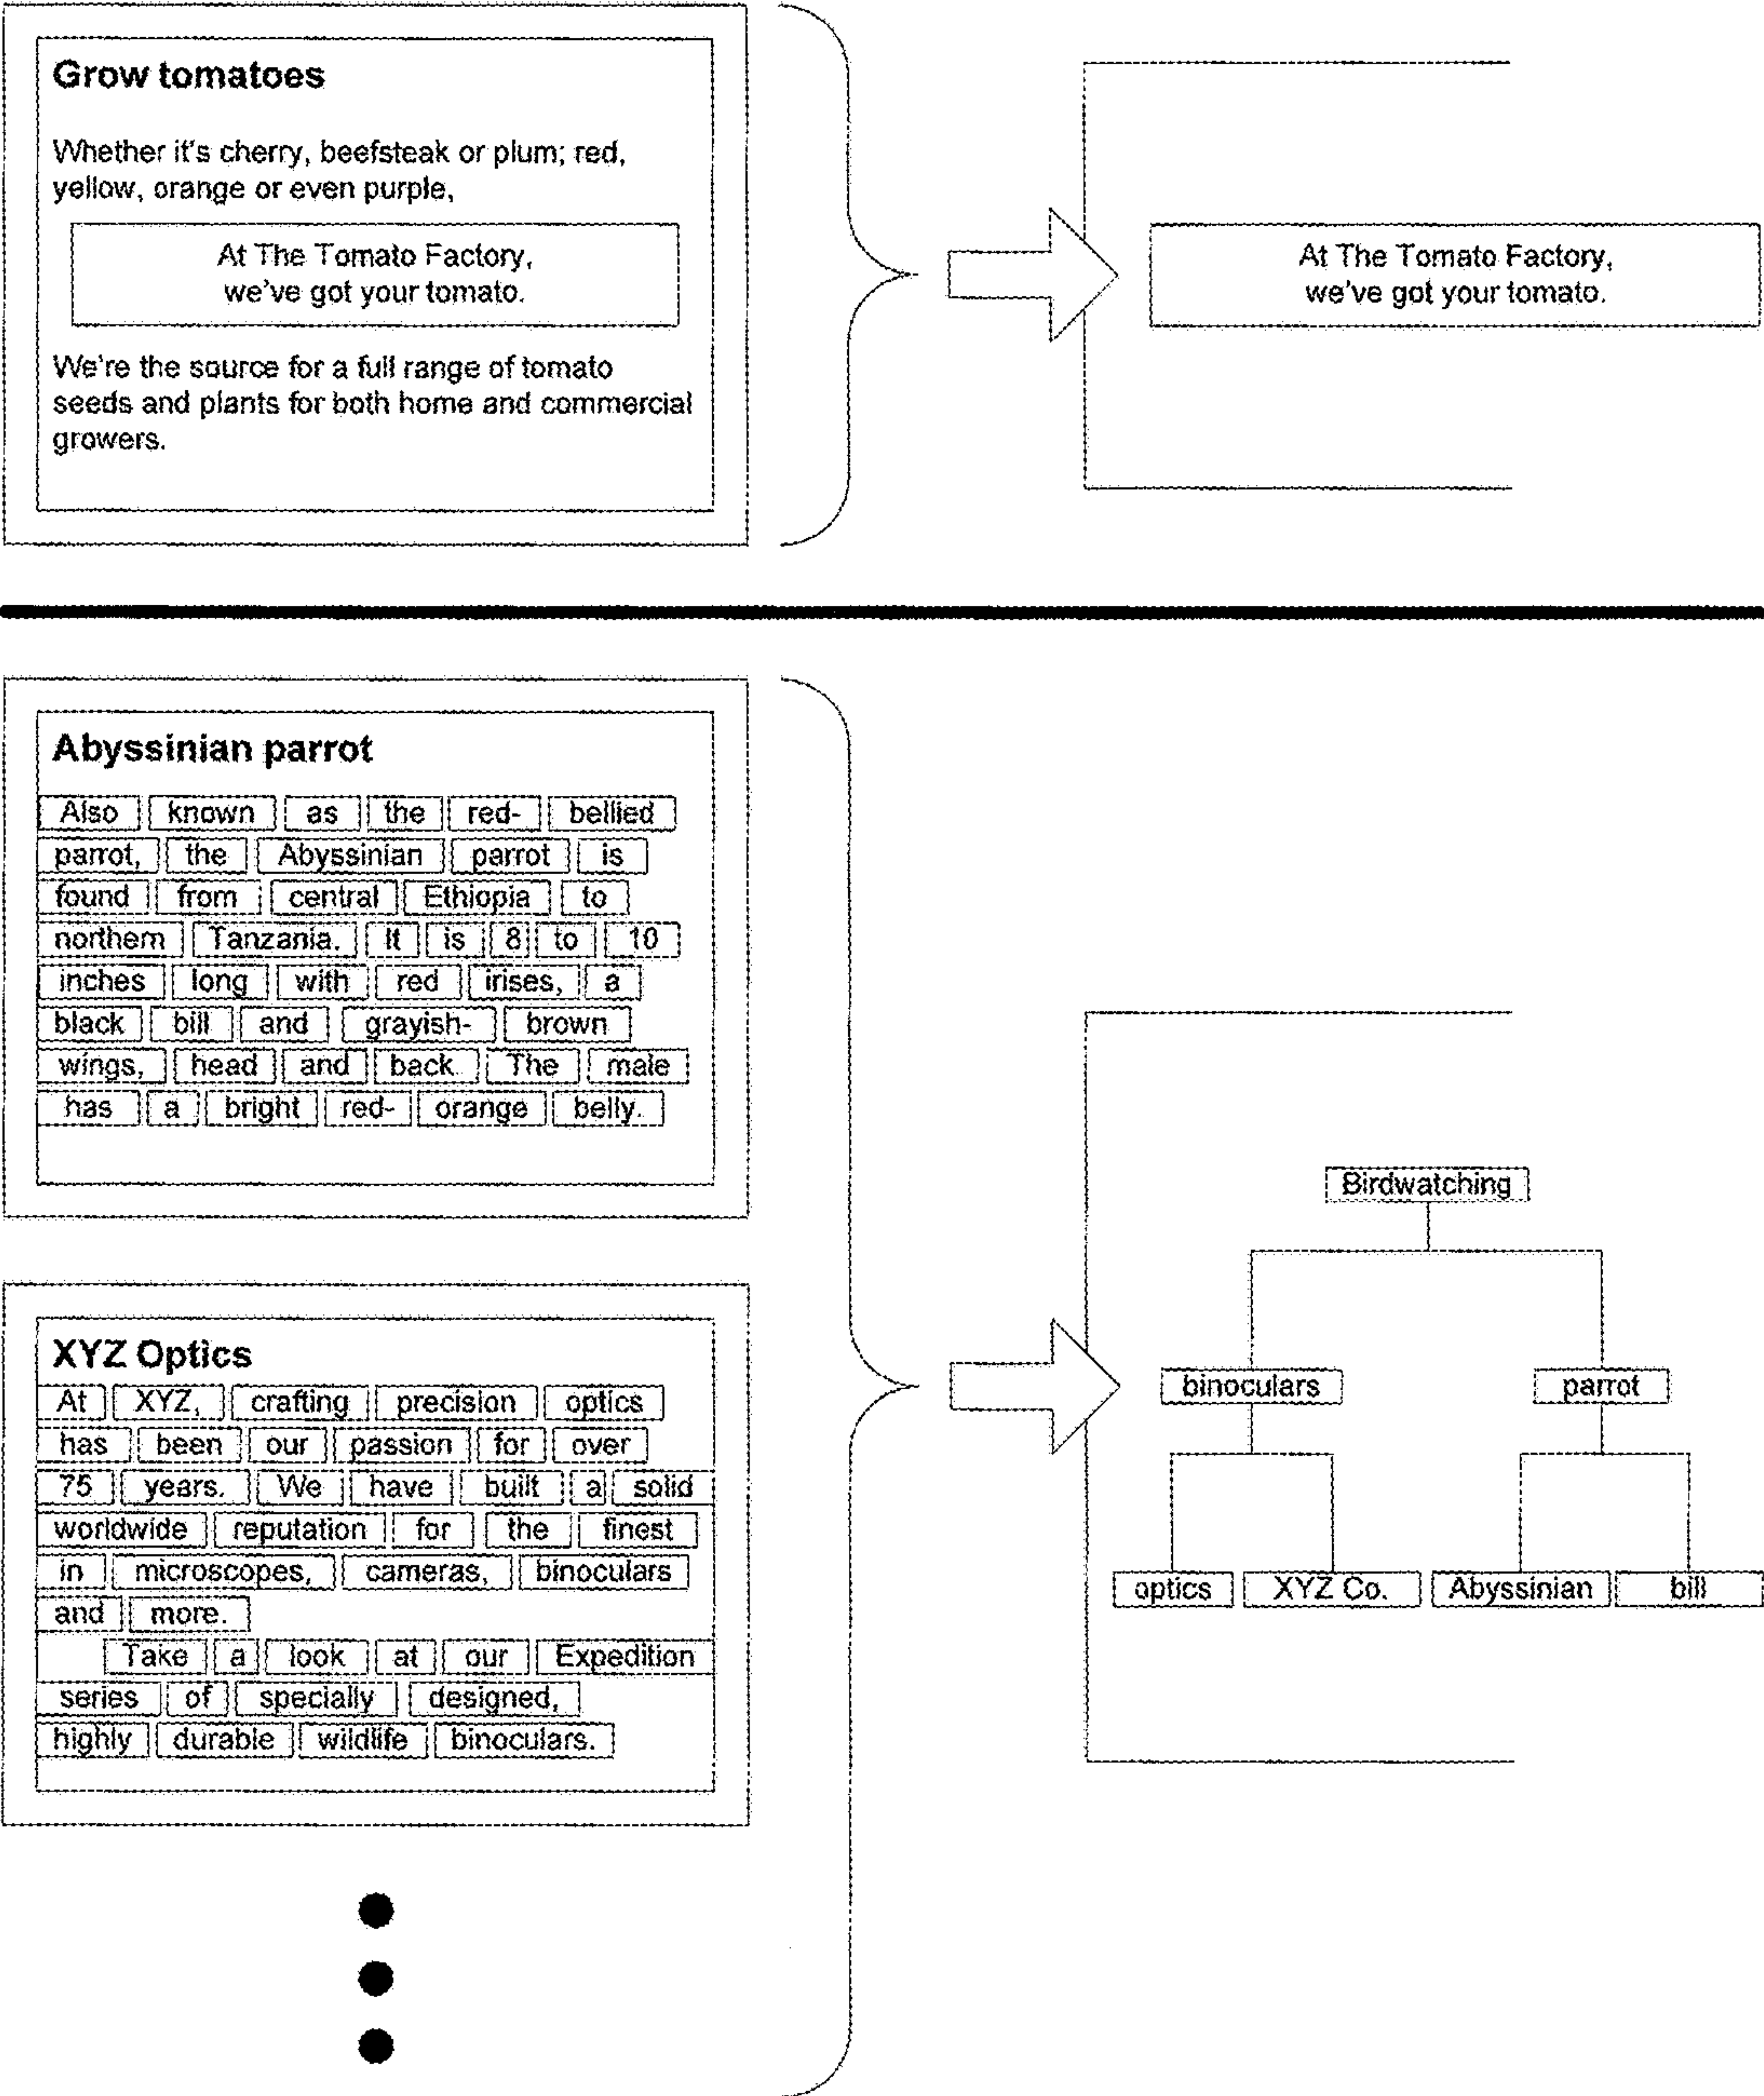 Grow tomatoes
Whether it's cherry, beefsteak or plum; red,
yellow, orange or even purple,
At The Tomato Factory,
we've got your tomato.
We're the source for a full range of tomato
seeds and plants for both home and commercial
growers.
At The Tomato Factory,
we've got your tomato.
Abyssinian parrot
Also known as the red- bellied
parrot, the Abyssinian parrot is
found from central Ethiopia to
northern Tanzania. It is 8 to 10
inches long with red irises, a
black bill and grayish- brown
wings, head and back. The male
has a bright red- orange belly.
XYZ Optics
At XYZ, crafting precision optics
has been our passion for over
75 years. We have built a solid
worldwide reputation for the finest
in microscopes, cameras, binoculars
and more.
Take a look at our Expedition
series of specially designed,
highly durable wildlife binoculars.
Birdwatching
binoculars parrot
optics XYZ Co. Abyssinian bill